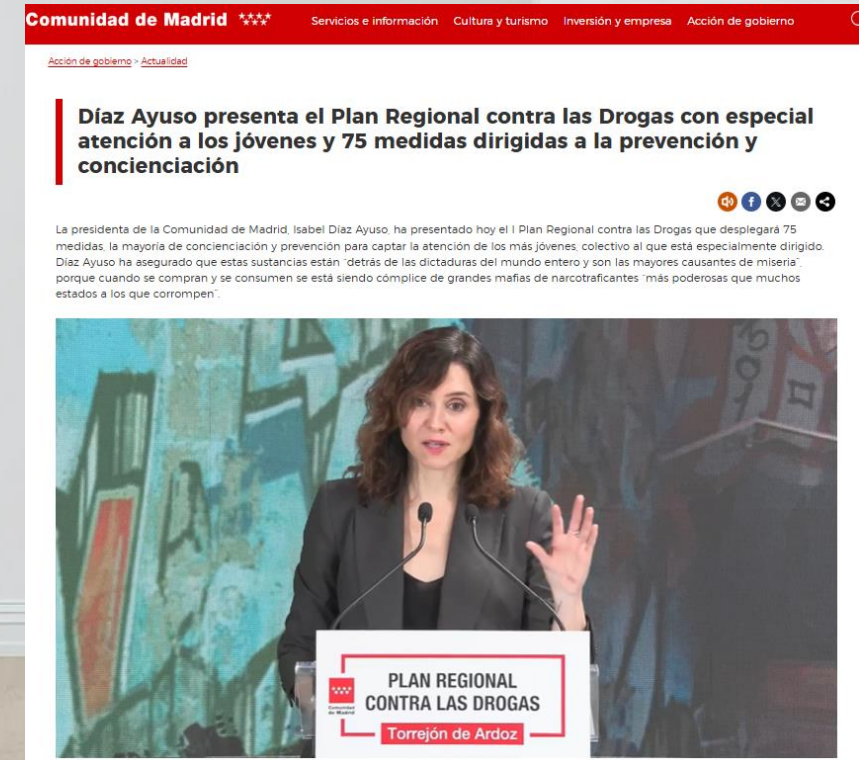 Comunidad de Madrid
Servicios e información Cultura y turismo Inversión y empresa Acción de gobierno
Acción de gobierno > Actualidad
Díaz Ayuso presenta el Plan Regional contra las Drogas con especial
atención a los jóvenes y 75 medidas dirigidas a la prevención y
concienciación
La presidenta de la Comunidad de Madrid, Isabel Díaz Ayuso, ha presentado hoy el I Plan Regional contra las Drogas que desplegará 75
medidas, la mayoría de concienciación y prevención para captar la atención de los más jóvenes, colectivo al que está especialmente dirigido.
Díaz Ayuso ha asegurado que estas sustancias están “detrás de las dictaduras del mundo entero y son las mayores causantes de miseria”,
porque cuando se compran y se consumen se está siendo cómplice de grandes mafias de narcotraficantes “más poderosas que muchos
estados a los que corrompen”.
PLAN REGIONAL
CONTRA LAS DROGAS
Comunidad
de Madrid
Torrejón de Ardoz